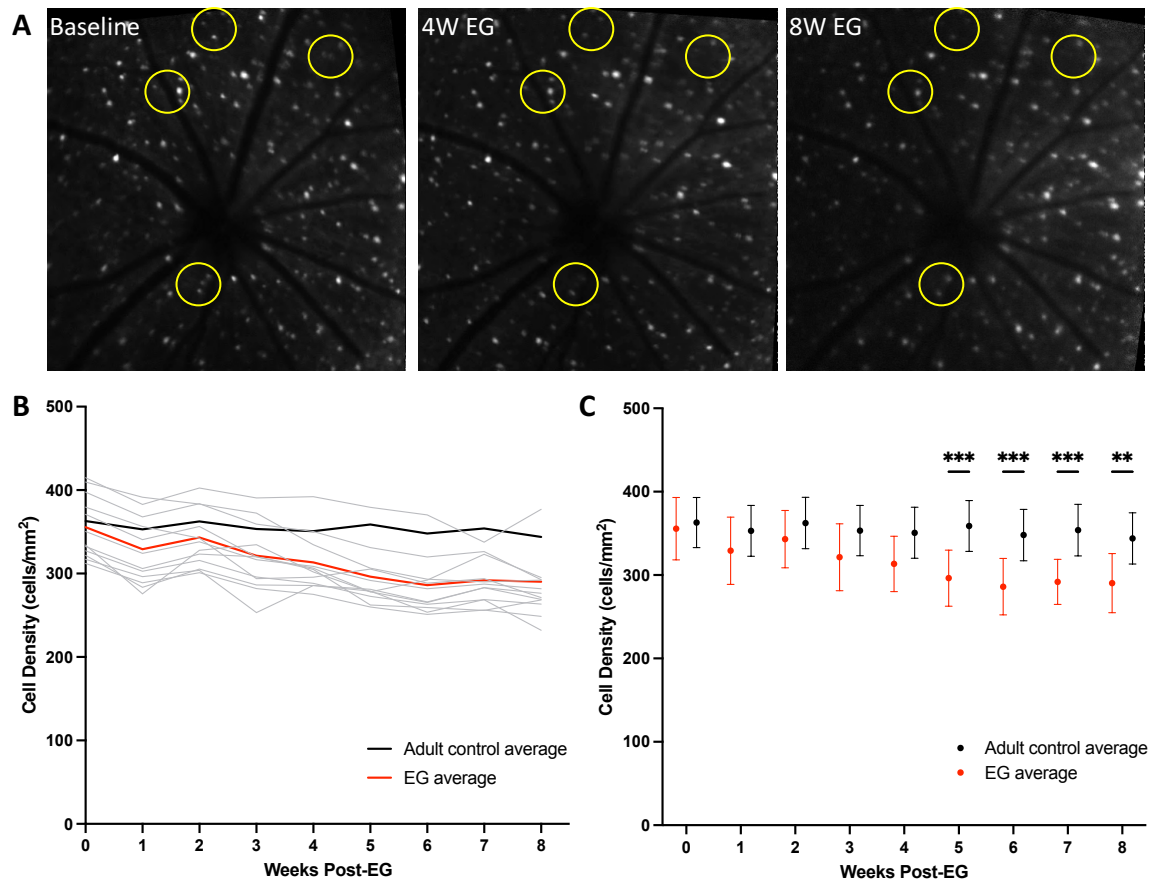 A
Baseline
4W EG
8W EG
B
500
400
300
200
100
0
Cell Density (cells/mm²)
0 1 2 3 4 5 6 7 8
Weeks Post-EG
Adult control average
EG average
C
500
400
300
200
100
0
Cell Density (cells/mm²)
*** *** *** **
0 1 2 3 4 5 6 7 8
Weeks Post-EG
Adult control average
EG average